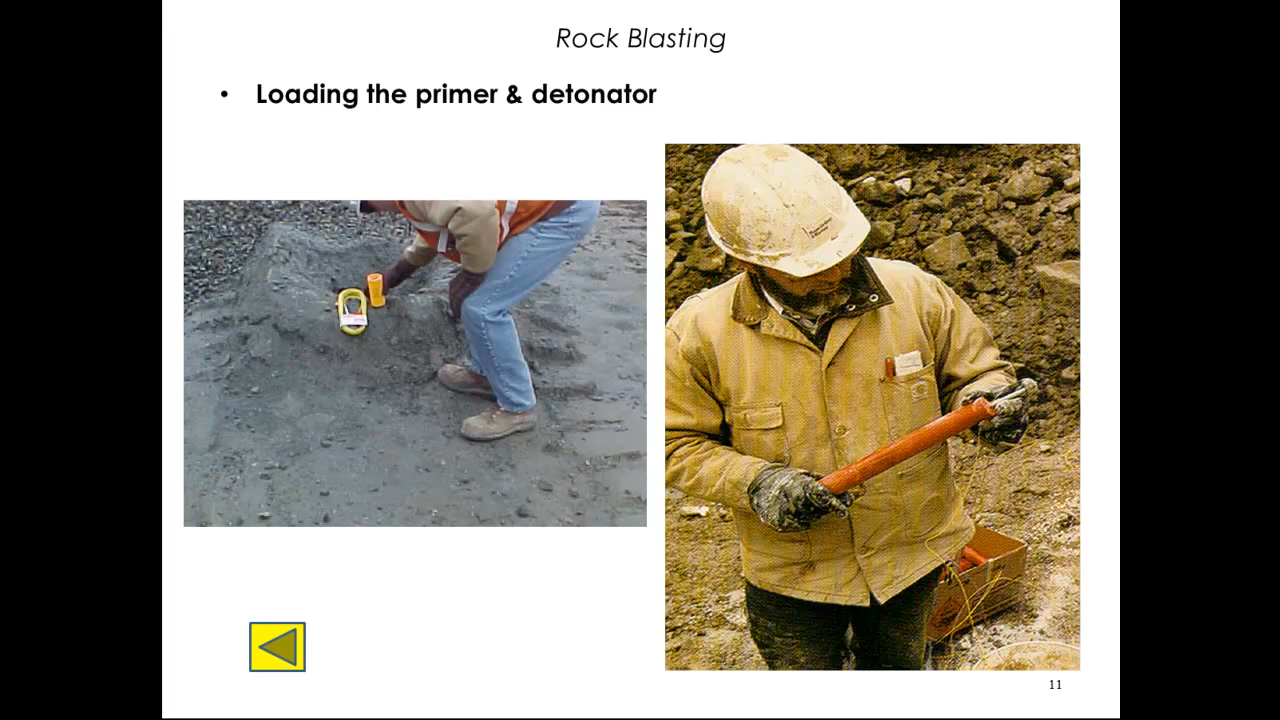 Rock Blasting
• Loading the primer & detonator
11